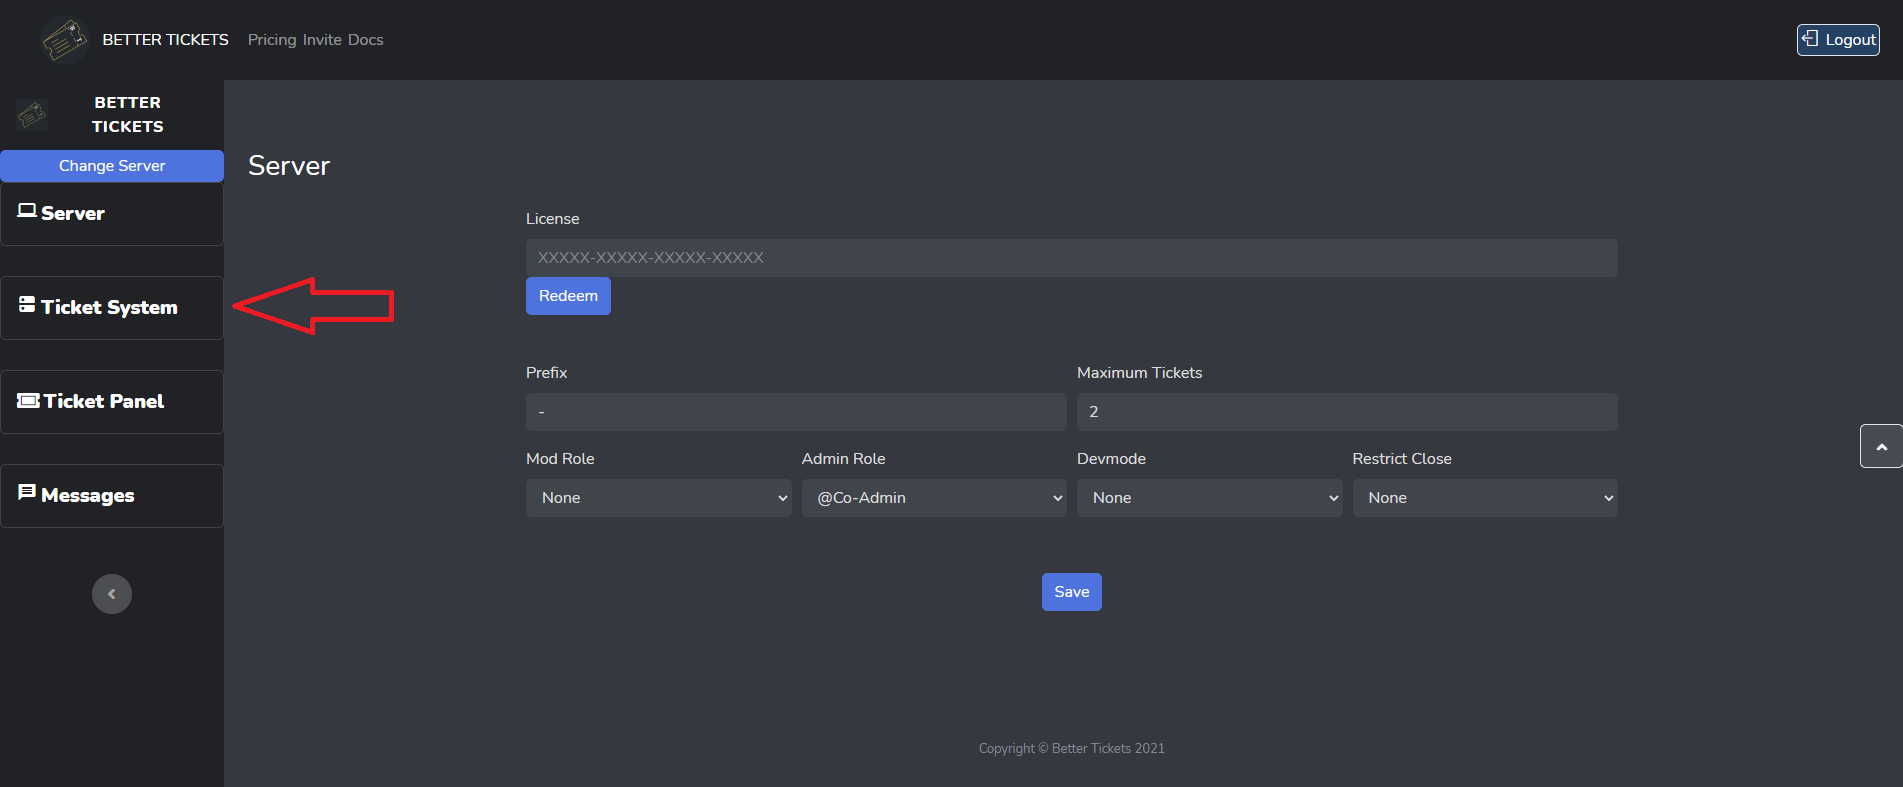 BETTER TICKETS Pricing Invite Docs
Logout
BETTER
TICKETS
Change Server
Server
Ticket System
Ticket Panel
Messages
Server
License
XXXXX-XXXXX-XXXXX-XXXXX
Redeem
Prefix
Maximum Tickets
-
2
Mod Role
Admin Role
Devmode
Restrict Close
None
@Co-Admin
None
None
Save
Copyright © Better Tickets 2021